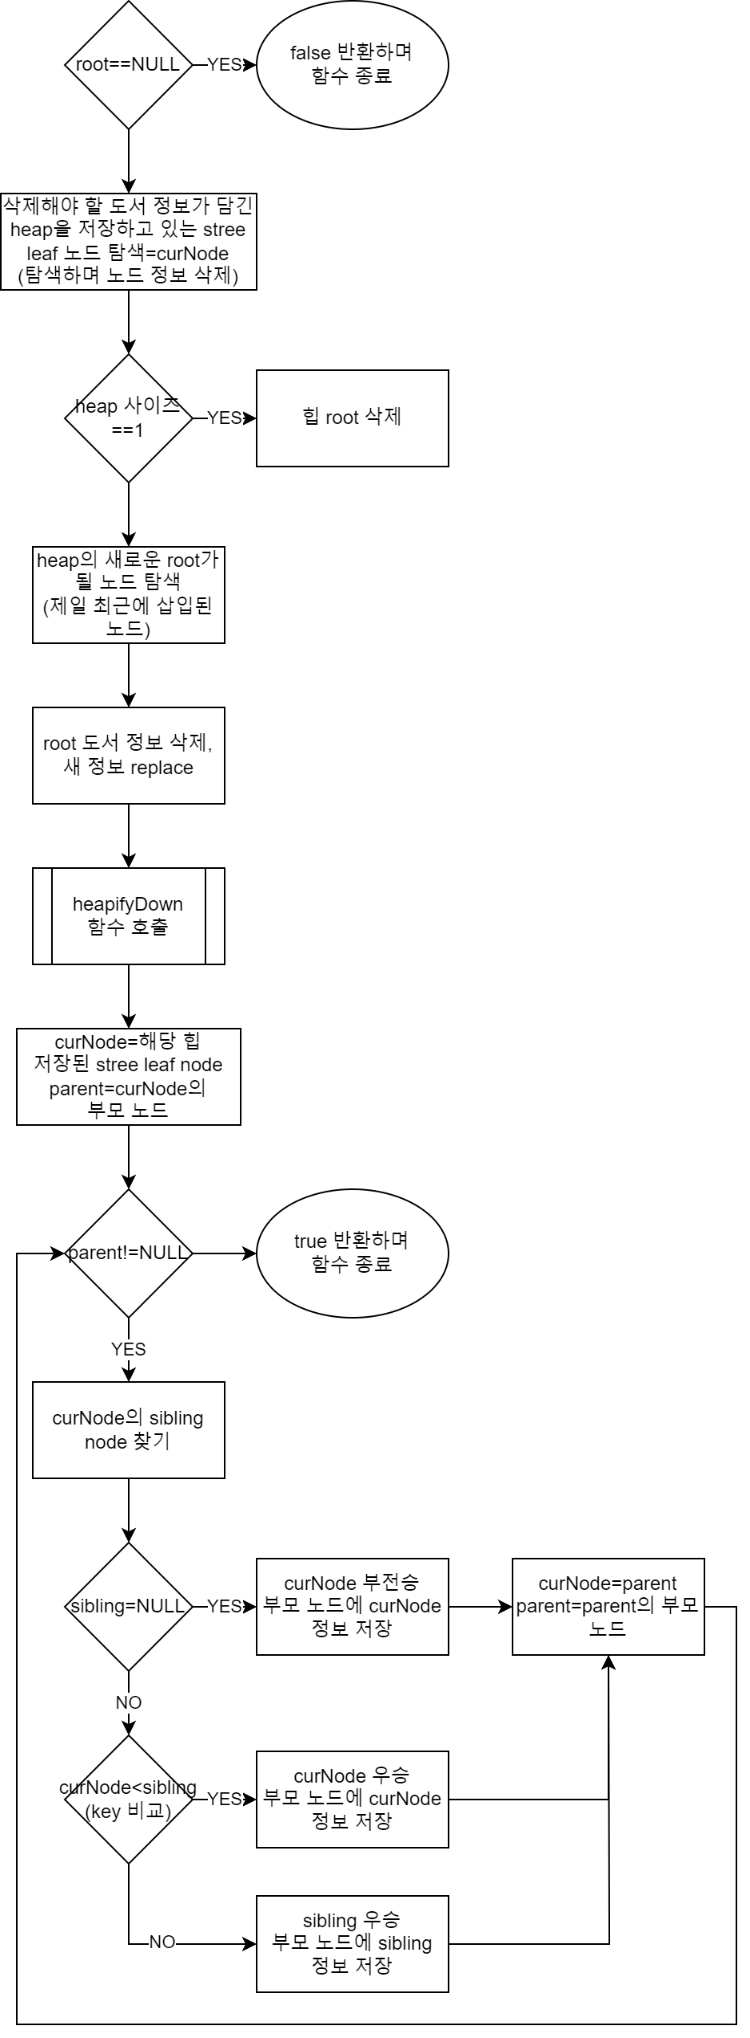 root==NULL
YES
false 반환하며
함수 종료
삭제해야 할 도서 정보가 담긴
heap을 저장하고 있는 stree
leaf 노드 탐색=curNode
(탐색하며 노드 정보 삭제)
heap 사이즈
==1
YES
힙 root 삭제
heap의 새로운 root가
될 노드 탐색
(제일 최근에 삽입된
노드)
root 도서 정보 삭제,
새 정보 replace
heapifyDown
함수 호출
curNode=해당 힙
저장된 stree leaf node
parent=curNode의
부모 노드
parent!=NULL
true 반환하며
함수 종료
YES
curNode의 sibling
node 찾기
sibling=NULL
YES
curNode 부전승
부모 노드에 curNode
정보 저장
curNode=parent
parent=parent의 부모
노드
NO
curNode<sibling
(key 비교)
YES
curNode 우승
부모 노드에 curNode
정보 저장
NO
sibling 우승
부모 노드에 sibling
정보 저장